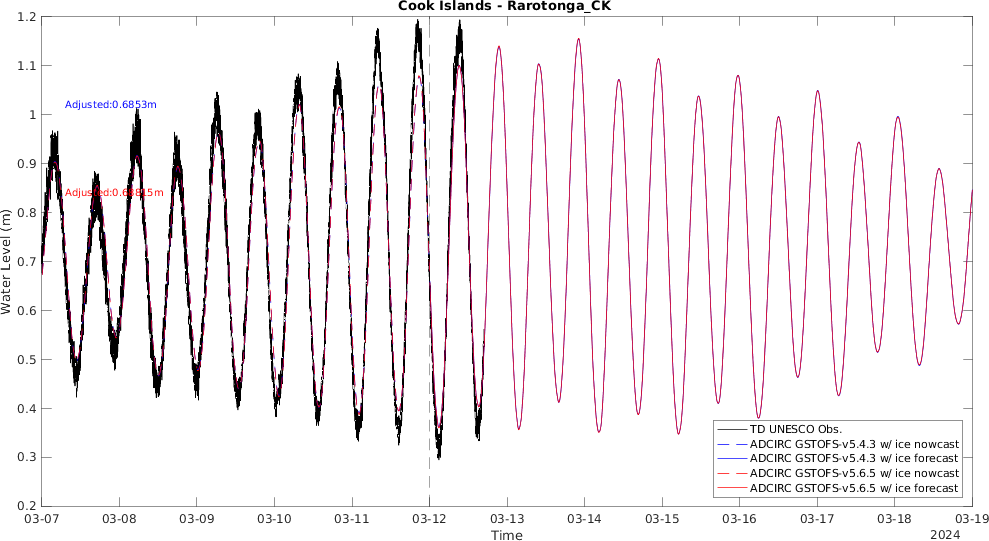 Cook Islands - Rarotonga_CK
1.2
1.1
1
0.9
0.8
0.7
0.6
0.5
0.4
0.3
0.2
Water Level (m)
Adjusted:0.6853m
TD UNESCO Obs.
ADCIRC GSTOFS-v5.4.3 w/ ice nowcast
ADCIRC GSTOFS-v5.4.3 w/ ice forecast
ADCIRC GSTOFS-v5.6.5 w/ ice nowcast
ADCIRC GSTOFS-v5.6.5 w/ ice forecast
03-07 03-08 03-09 03-10 03-11 03-12 03-13 03-14 03-15 03-16 03-17 03-18 03-19
Time
2024